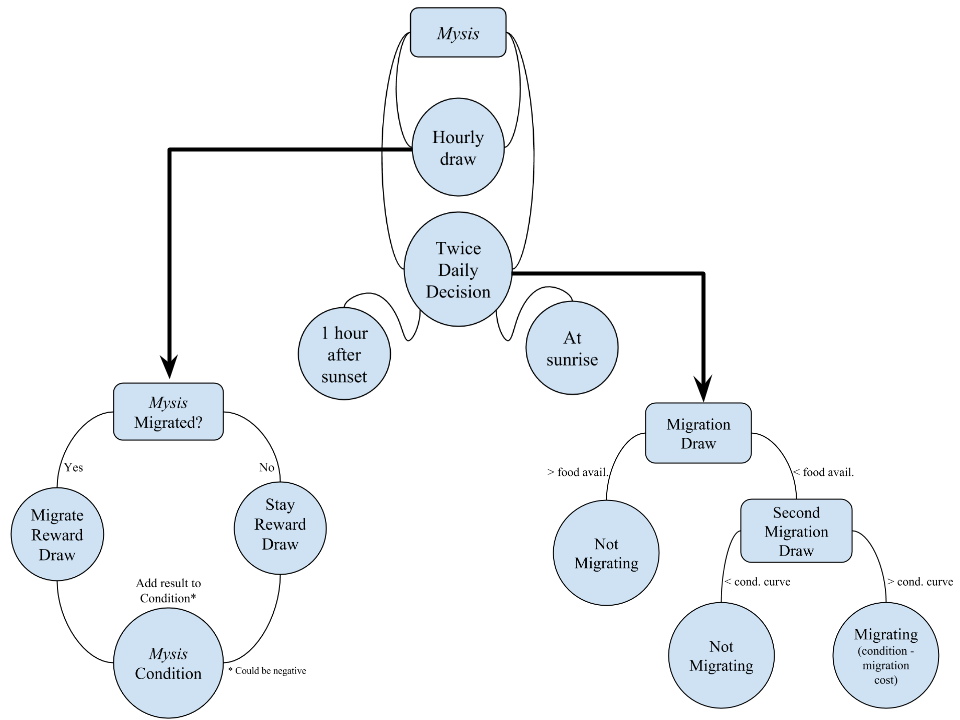 Mysis
Hourly
draw
Twice
Daily
Decision
1 hour
after
sunset
At
sunrise
Mysis
Migrated?
Yes
No
Migrate
Reward
Draw
Stay
Reward
Draw
Add result to
Condition*
Mysis
Condition
* Could be negative
Migration
Draw
> food avail.
< food avail.
Not
Migrating
Second
Migration
Draw
< cond. curve
> cond. curve
Not
Migrating
Migrating
(condition -
migration
cost)